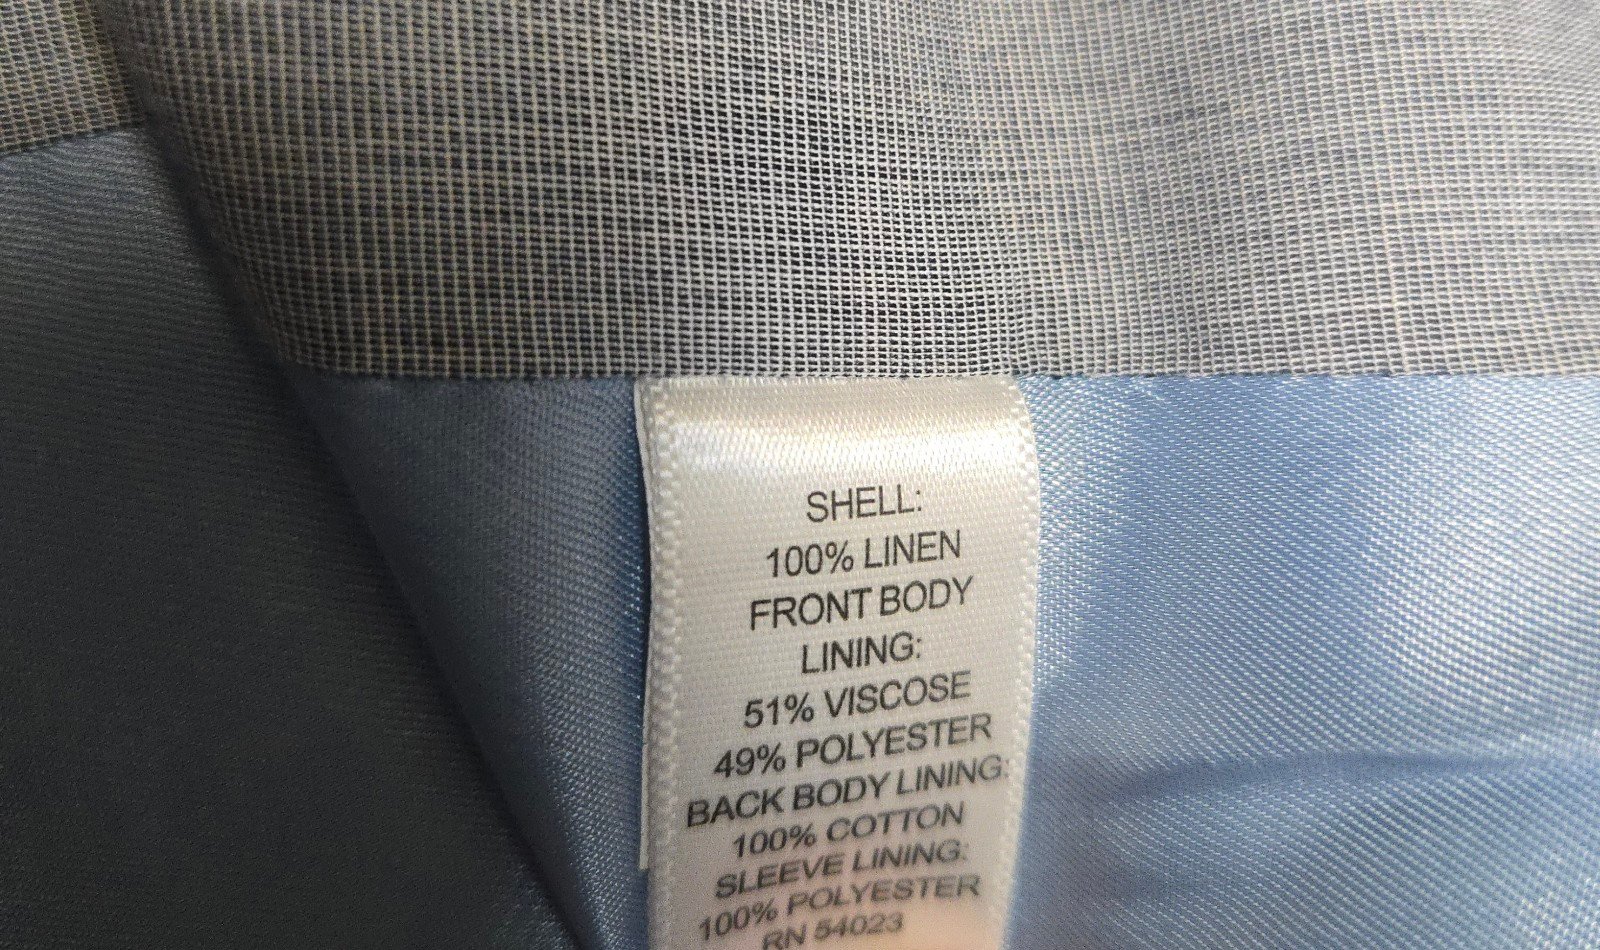 SHELL:
100% LINEN
FRONT BODY
LINING:
51% VISCOSE
49% POLYESTER
BACK BODY LINING:
100% COTTON
SLEEVE LINING:
100% POLYESTER
RN 54023